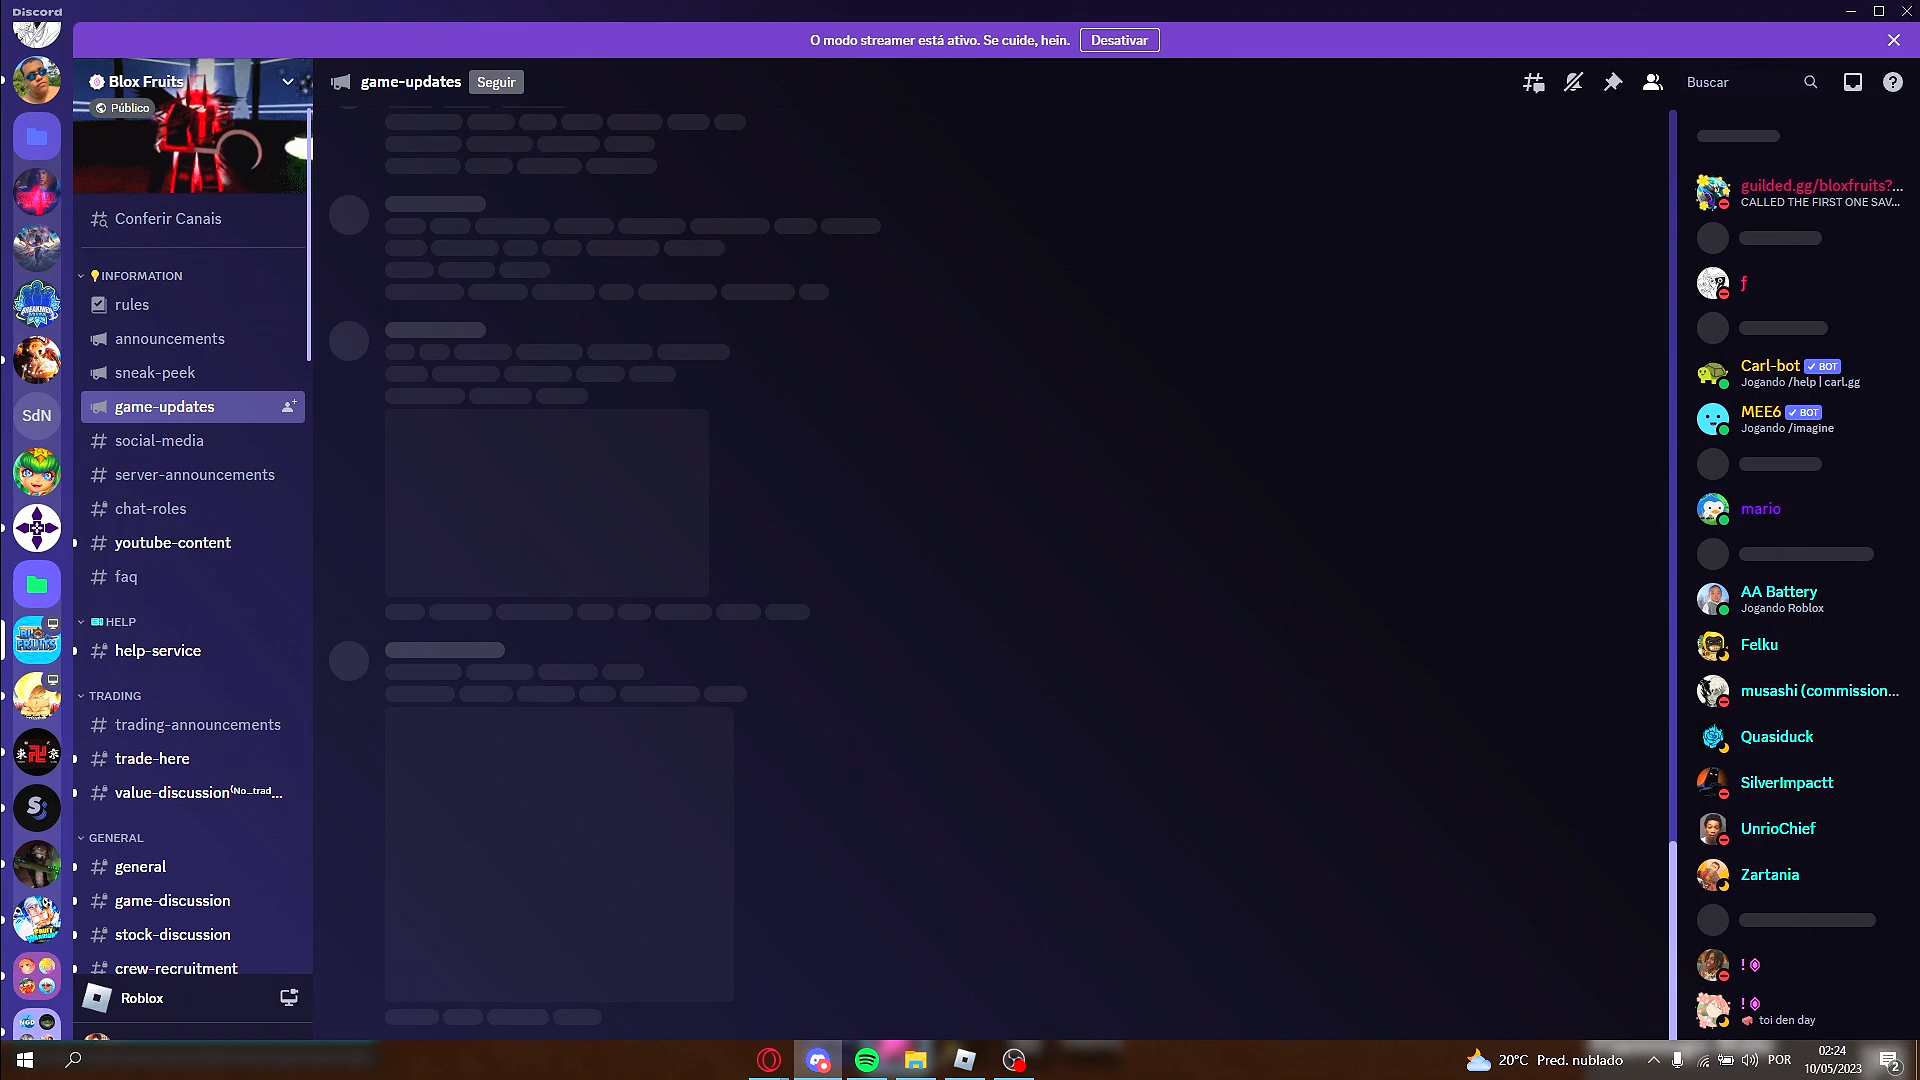 Discord
O modo streamer está ativo. Se cuide, hein.
Desativar
Blox Fruits
Público
game-updates
Seguir
Buscar
Conferir Canais
INFORMATION
rules
announcements
sneak-peek
game-updates
social-media
server-announcements
chat-roles
youtube-content
faq
HELP
help-service
TRADING
trading-announcements
trade-here
value-discussion⁽ᴺᵒ_ᵗʳᵃᵈ...
GENERAL
general
game-discussion
stock-discussion
crew-recruitment
Roblox
SdN
BLOX FRUITS
NGD
guilded.gg/bloxfruits?...
CALLED THE FIRST ONE SAV...
ƒ
Carl-bot
BOT
Jogando /help | carl.gg
MEE6
BOT
Jogando /imagine
mario
AA Battery
Jogando Roblox
Felku
musashi (commission...
Quasiduck
SilverImpactt
UnrioChief
Zartania
!
!
toi den day
20°C Pred. nublado
POR
02:24
10/05/2023
2